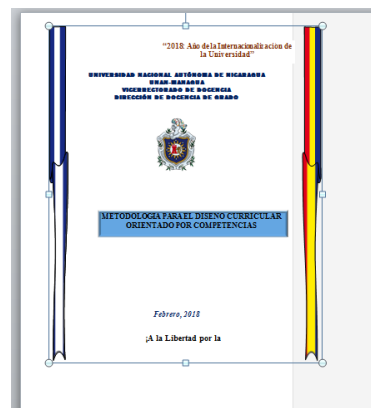 “2018: Año de la Internacionalización de
la Universidad”
UNIVERSIDAD NACIONAL AUTÓNOMA DE NICARAGUA
UNAN-MANAGUA
VICERRECTORADO DE DOCENCIA
DIRECCIÓN DE DOCENCIA DE GRADO
METODOLOGIA PARA EL DISEÑO CURRICULAR
ORIENTADO POR COMPETENCIAS
Febrero, 2018
¡A la Libertad por la